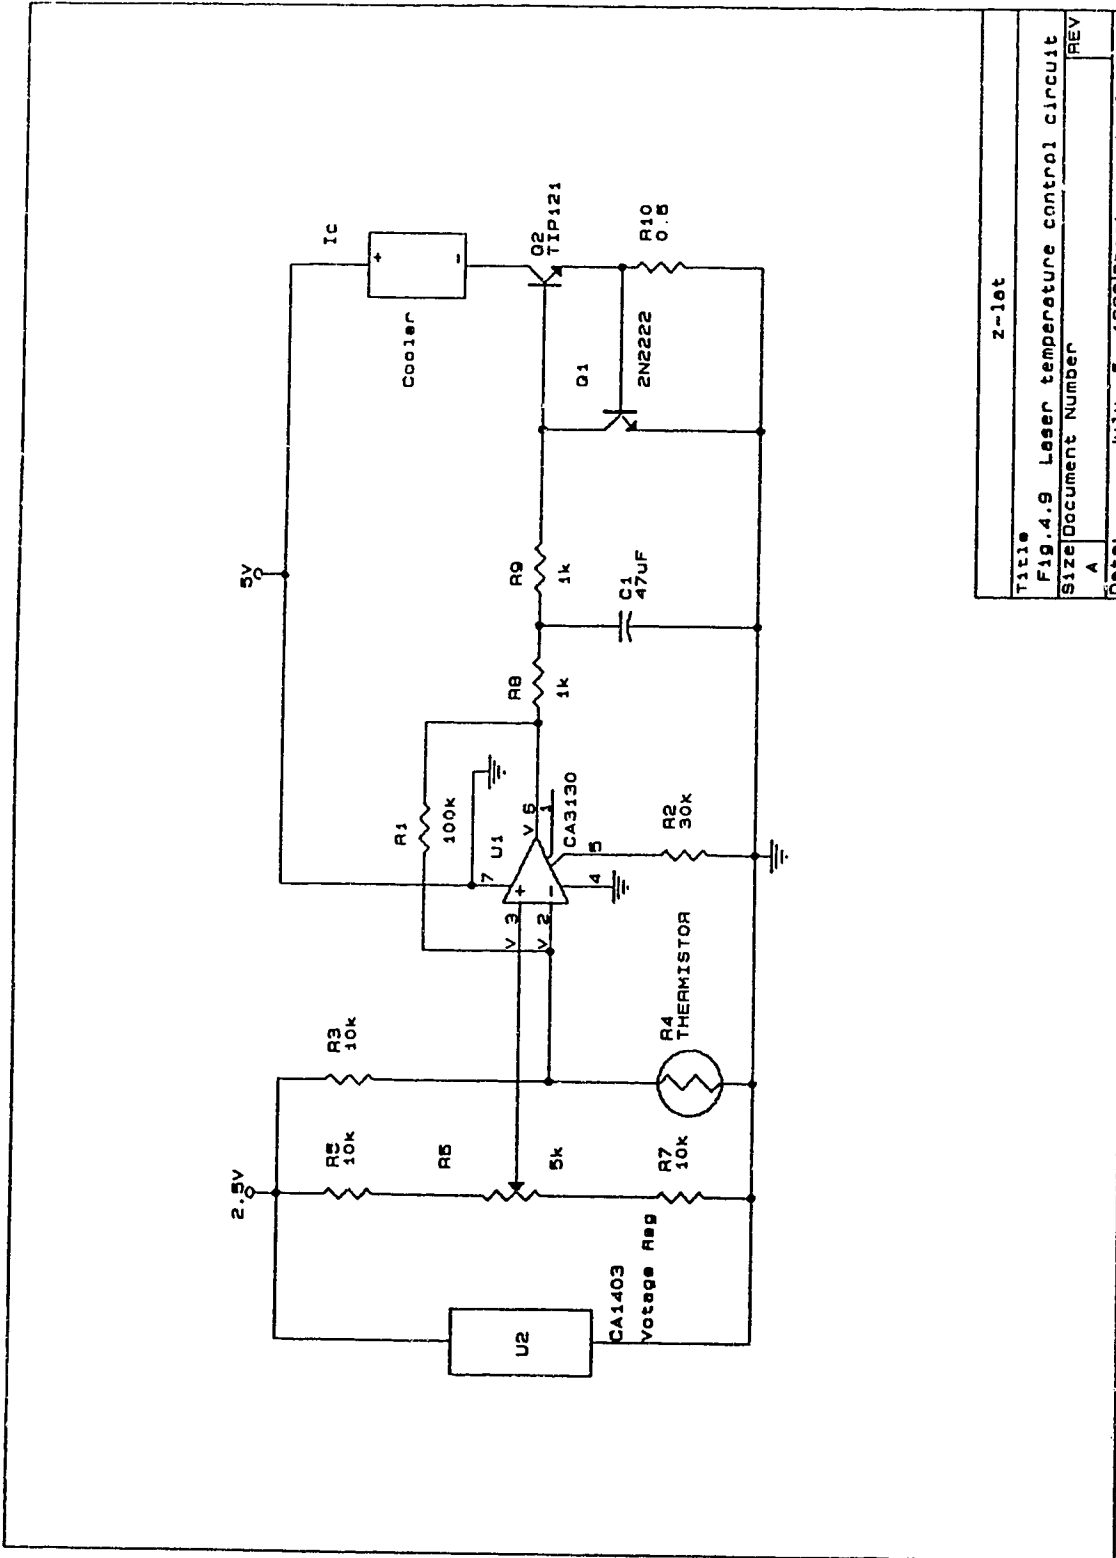 2.5V
5V
U2
CA1403
Votage Reg
R5
10k
R6
5k
R7
10k
R3
10k
R4
THERMISTOR
R1
100k
U1
7
V 3
V 2
+
-
V 6
1
CA3130
5
4
R2
30k
R8
1k
R9
1k
C1
47uF
Cooler
Ic
+
-
Q1
2N2222
Q2
TIP121
R10
0.5
z-lat
Title
Fig.4.9 Laser temperature control circuit
Size Document Number
REV
A